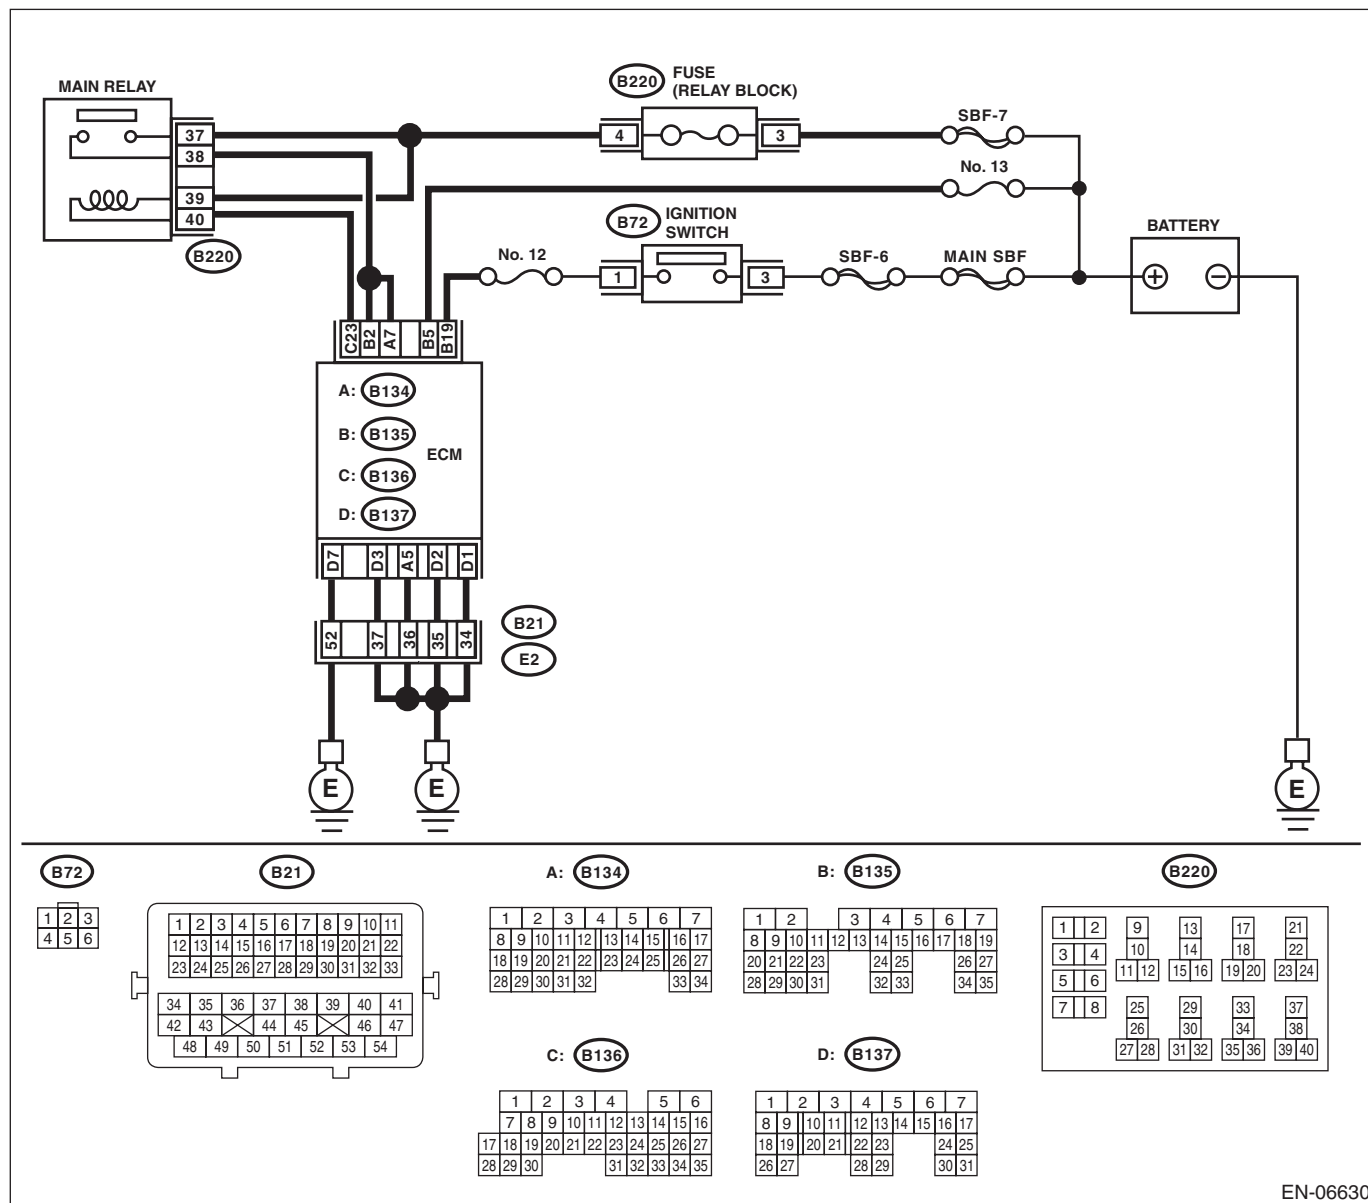 MAIN RELAY
37
38
39
40
B220
B220
FUSE
(RELAY BLOCK)
4
3
SBF-7
No. 13
B72
IGNITION
SWITCH
No. 12
1
3
SBF-6
MAIN SBF
BATTERY
+
−
C23
B2
A7
B5
B19
A: B134
B: B135
C: B136
D: B137
ECM
D7
D3
A5
D2
D1
52
37
36
35
34
B21
E2
E
E
E
B72
1 2 3
4 5 6
B21
1 2 3 4 5 6 7 8 9 10 11
12 13 14 15 16 17 18 19 20 21 22
23 24 25 26 27 28 29 30 31 32 33
34 35 36 37 38 39 40 41
42 43 44 45 46 47
48 49 50 51 52 53 54
A: B134
1 2 3 4 5 6 7
8 9 10 11 12 13 14 15 16 17
18 19 20 21 22 23 24 25 26 27
28 29 30 31 32 33 34
B: B135
1 2 3 4 5 6 7
8 9 10 11 12 13 14 15 16 17 18 19
20 21 22 23 24 25 26 27
28 29 30 31 32 33 34 35
B220
1 2
3 4
5 6
7 8
9
10
11 12
13
14
15 16
17
18
19 20
21
22
23 24
25
26
27 28
29
30
31 32
33
34
35 36
37
38
39 40
C: B136
1 2 3 4 5 6
7 8 9 10 11 12 13 14 15 16
17 18 19 20 21 22 23 24 25 26 27
28 29 30 31 32 33 34 35
D: B137
1 2 3 4 5 6 7
8 9 10 11 12 13 14 15 16 17
18 19 20 21 22 23 24 25
26 27 28 29 30 31
EN-06630